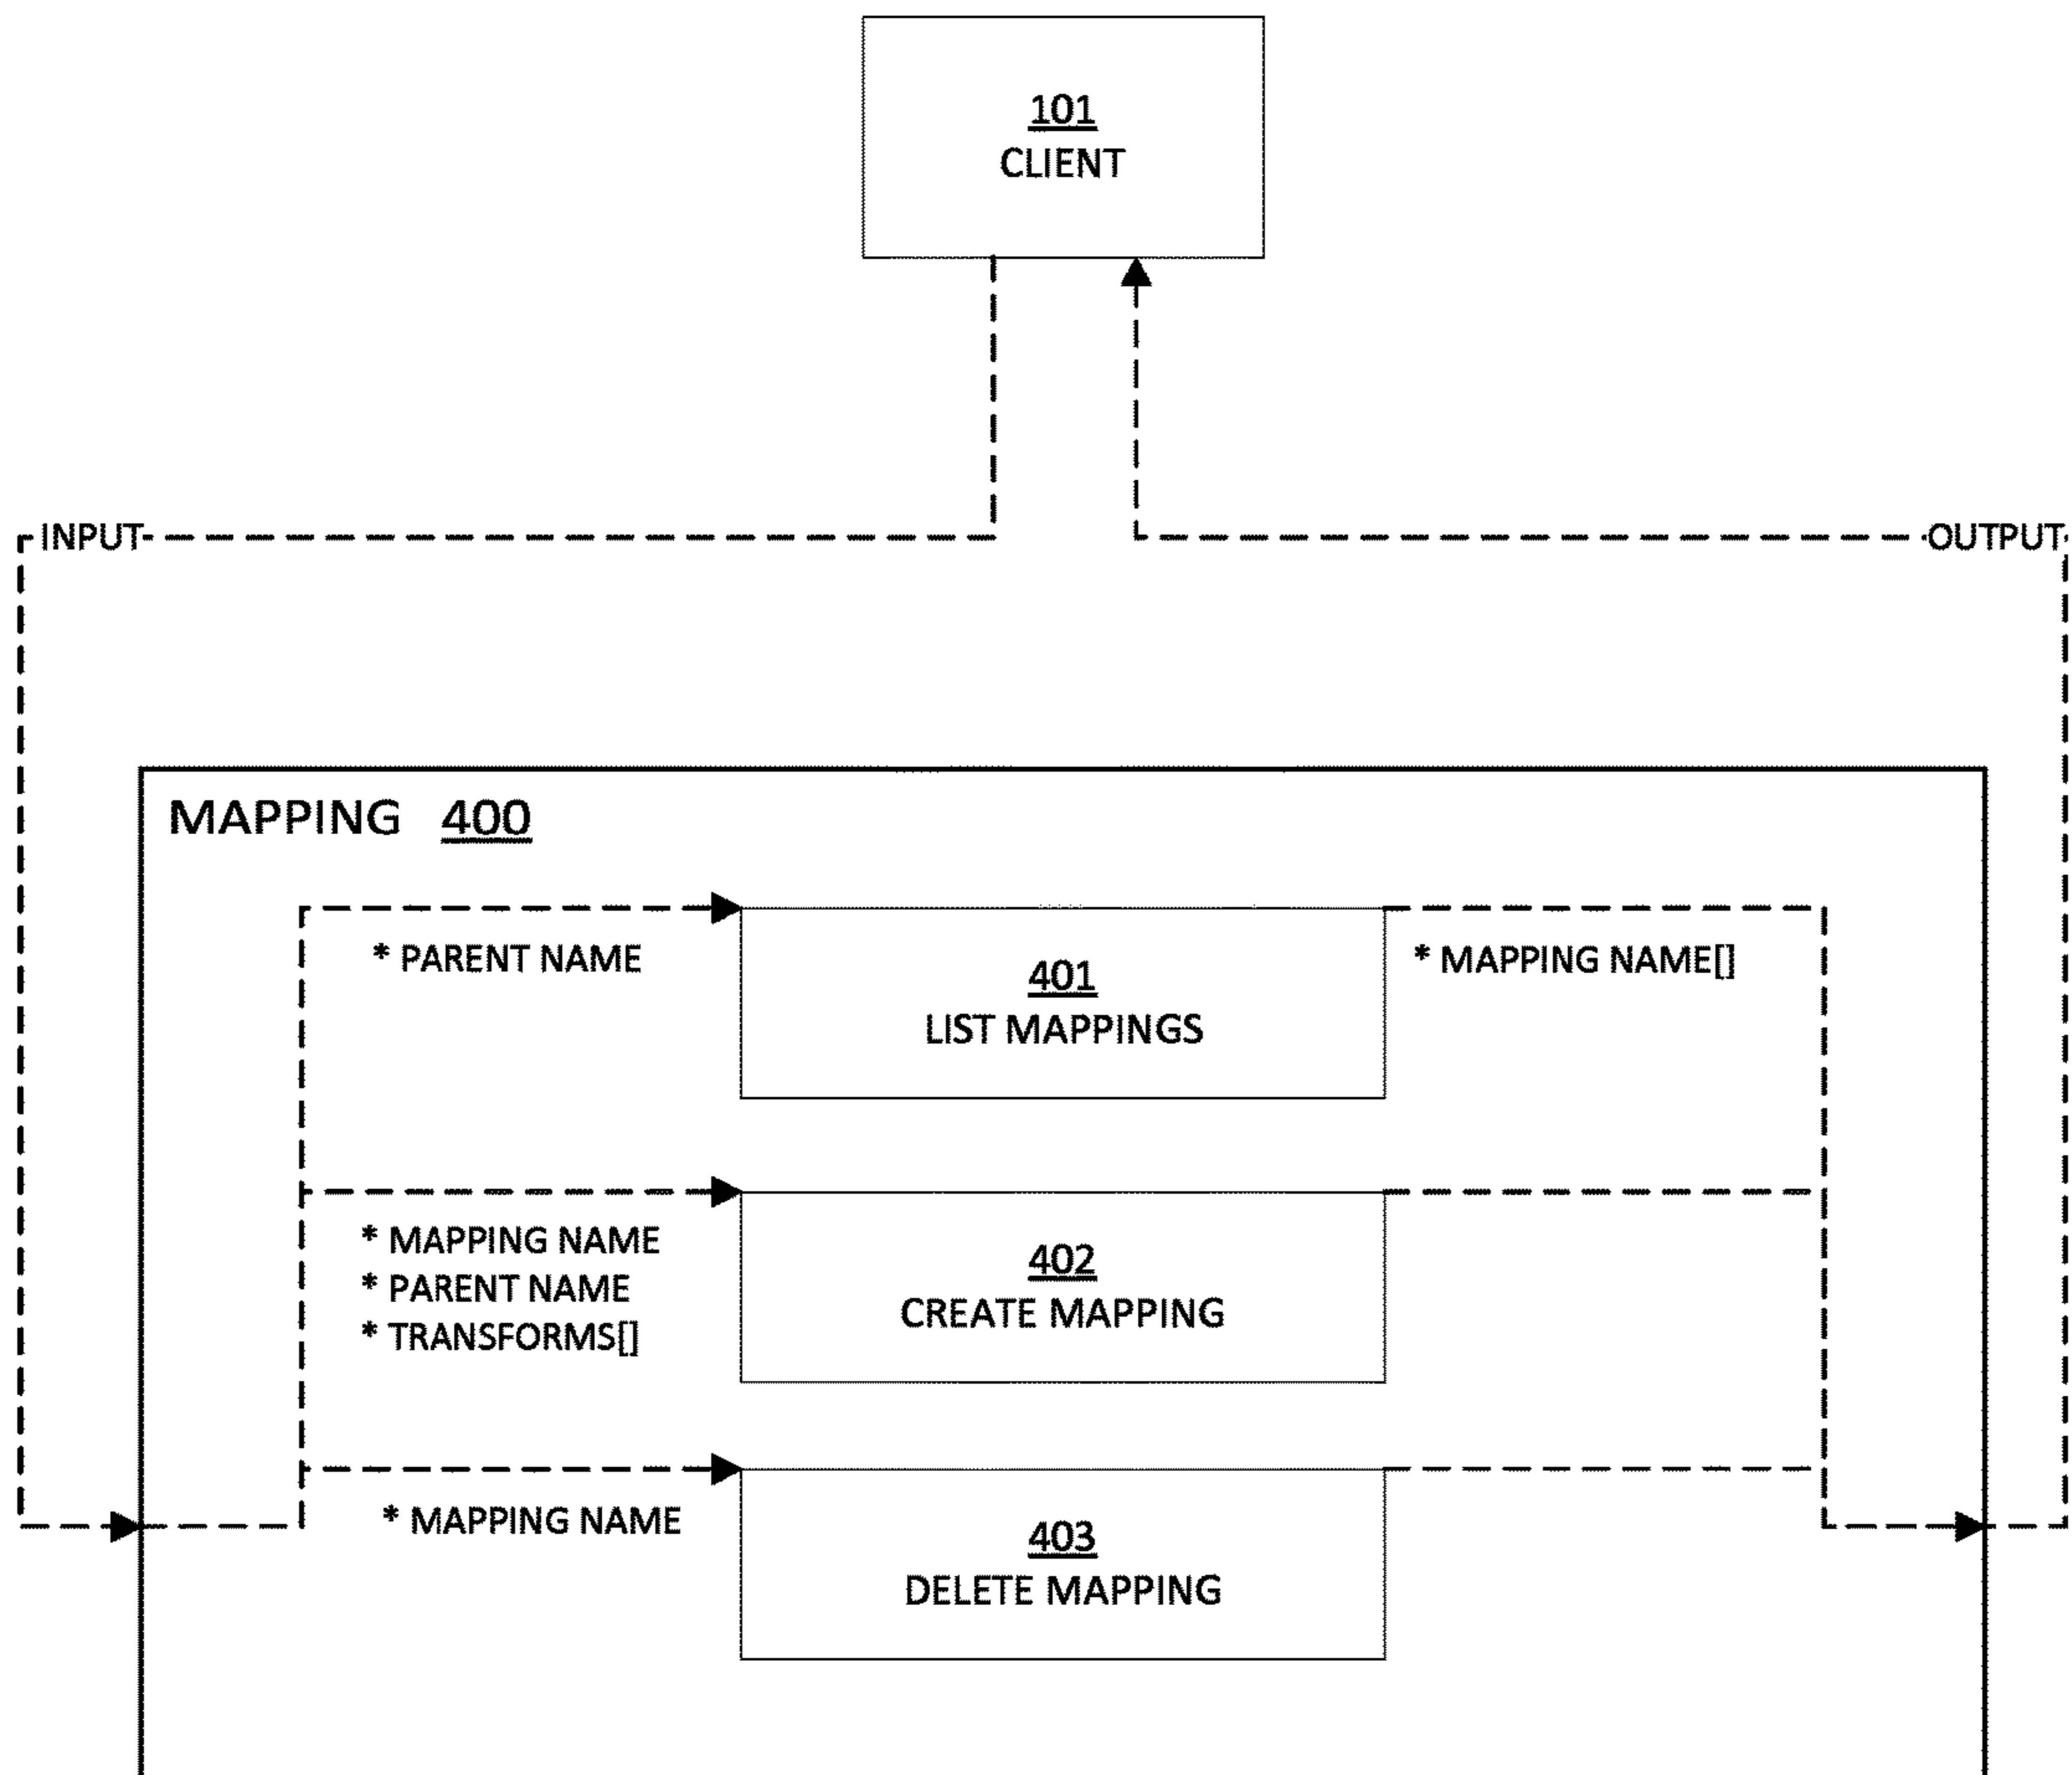 101
CLIENT
INPUT
OUTPUT
MAPPING 400
* PARENT NAME
401
LIST MAPPINGS
* MAPPING NAME[]
* MAPPING NAME
* PARENT NAME
* TRANSFORMS[]
402
CREATE MAPPING
* MAPPING NAME
403
DELETE MAPPING